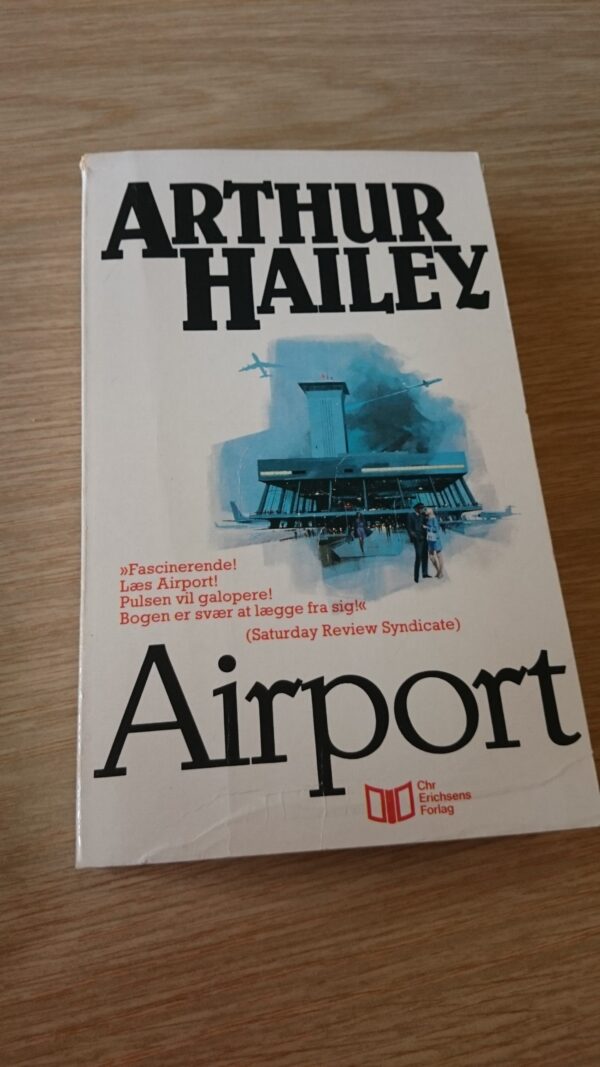 ARTHUR
HAILEY
»Fascinerende!
Læs Airport!
Pulsen vil galopere!
Bogen er svær at lægge fra sig!«
(Saturday Review Syndicate)
Airport
Chr
Erichsens
Forlag